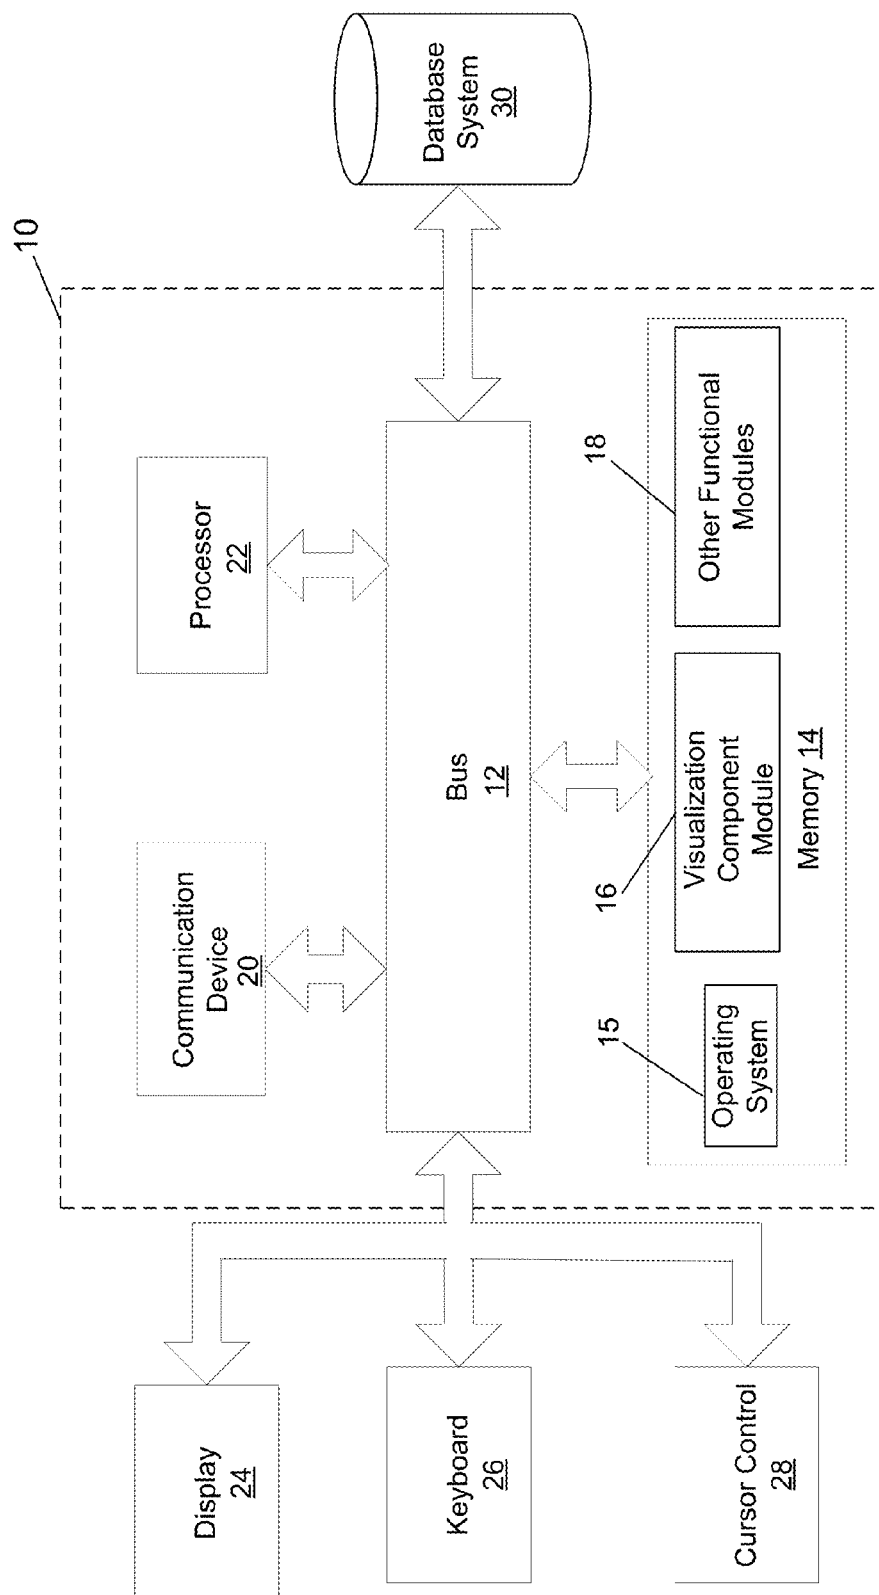 10
Display
24
Communication
Device
20
Processor
22
Keyboard
26
Bus
12
Database
System
30
Cursor Control
28
15
16
18
Operating
System
Visualization
Component
Module
Other Functional
Modules
Memory 14